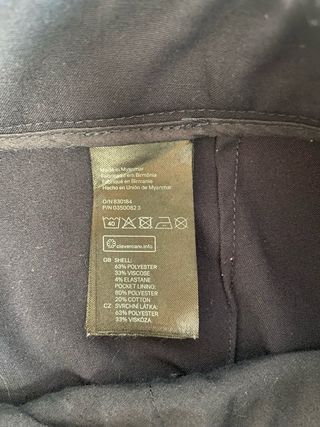 Made in Myanmar
Fabriqué en Birmanie
Hecho en Unión de Myanmar
O/N 830184
P/N 0350082 3
40
clevercare.info
GB SHELL:
63% POLYESTER
33% VISCOSE
4% ELASTANE
POCKET LINING:
80% POLYESTER
20% COTTON
CZ: SVRCHNÍ LÁTKA:
63% POLYESTER
33% VISKÓZA